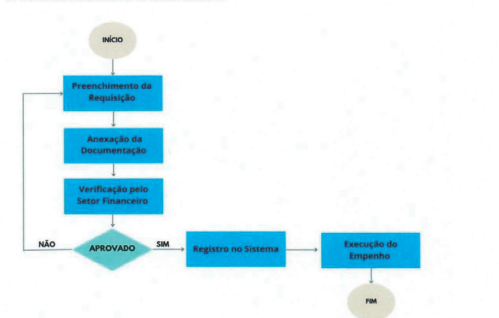 INÍCIO
Preenchimento da
Requisição
Anexação da
Documentação
Verificação pelo
Setor Financeiro
NÃO
APROVADO
SIM
Registro no Sistema
Execução do
Empenho
FIM